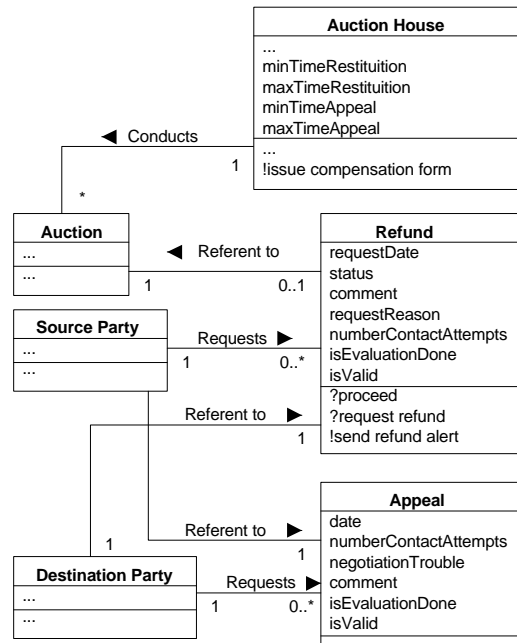 Auction House
...
minTimeRestituition
maxTimeRestituition
minTimeAppeal
maxTimeAppeal
...
!issue compensation form
◄ Conducts
1
*
Auction
...
...
◄ Referent to
1
0..1
Refund
requestDate
status
comment
requestReason
numberContactAttempts
isEvaluationDone
isValid
?proceed
?request refund
!send refund alert
Source Party
...
...
Requests ►
1
0..*
Referent to ►
1
1
Referent to ►
1
Appeal
date
numberContactAttempts
negotiationTrouble
comment
isEvaluationDone
isValid
Destination Party
...
...
Requests ►
1
0..*